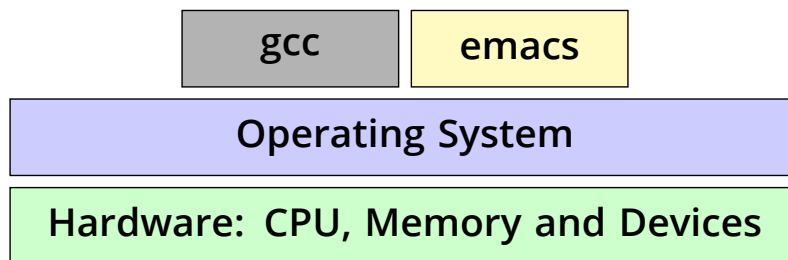 gcc emacs
Operating System
Hardware: CPU, Memory and Devices